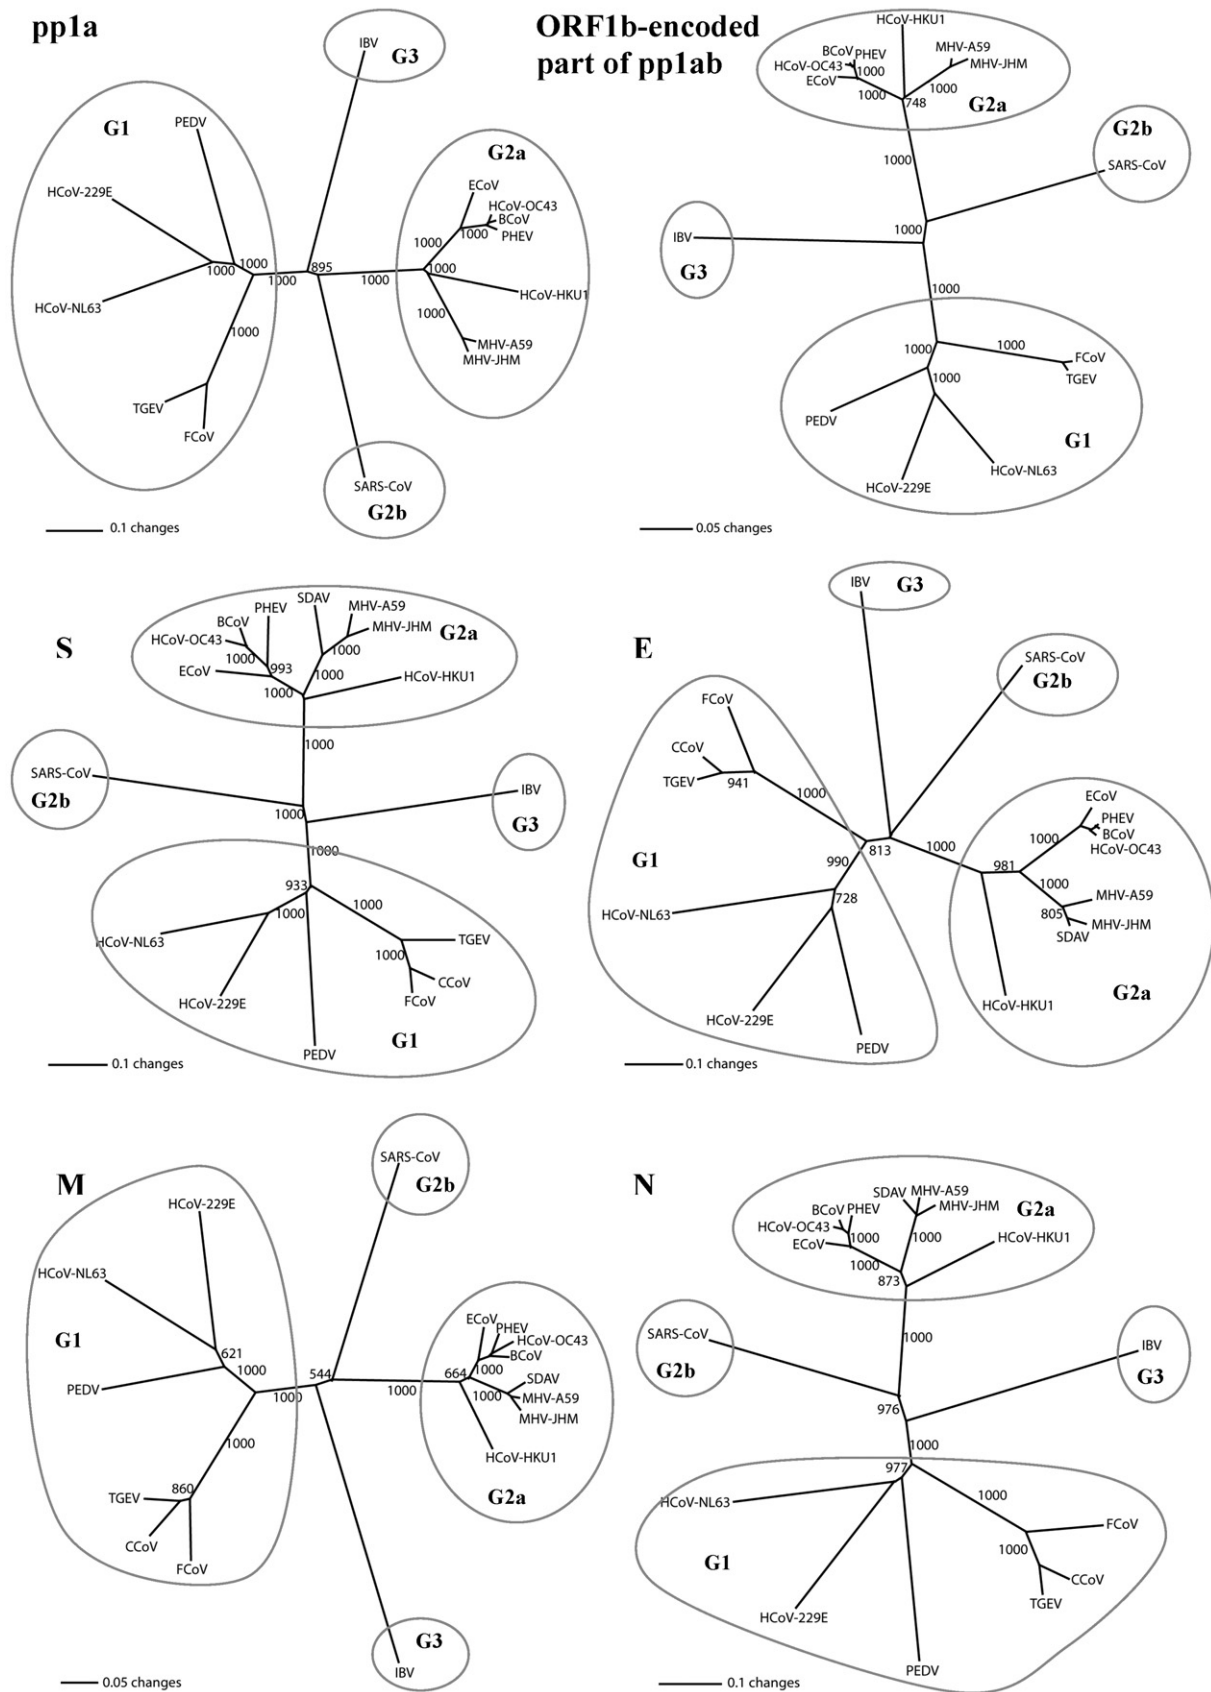 pp1a
IBV
G3
G1
PEDV
HCoV-229E
HCoV-NL63
TGEV
FCoV
1000
1000
1000
1000
895
1000
G2a
ECoV
HCoV-OC43
BCoV
PHEV
1000
1000
1000
HCoV-HKU1
1000
MHV-A59
MHV-JHM
SARS-CoV
G2b
0.1 changes
ORF1b-encoded
part of pp1ab
HCoV-HKU1
BCoV
PHEV
HCoV-OC43
ECoV
1000
1000
MHV-A59
MHV-JHM
1000
748
G2a
1000
G2b
SARS-CoV
IBV
G3
1000
1000
1000
1000
1000
FCoV
TGEV
PEDV
G1
HCoV-NL63
HCoV-229E
0.05 changes
S
SDAV
PHEV
MHV-A59
BCoV
MHV-JHM
G2a
HCoV-OC43
ECoV
1000
993
1000
1000
1000
HCoV-HKU1
1000
SARS-CoV
G2b
1000
IBV
G3
1000
933
1000
1000
HCoV-NL63
TGEV
1000
CCoV
FCoV
HCoV-229E
G1
PEDV
0.1 changes
E
IBV
G3
SARS-CoV
G2b
FCoV
CCoV
TGEV
941
1000
G1
990
813
728
HCoV-NL63
HCoV-229E
PEDV
1000
ECoV
PHEV
BCoV
HCoV-OC43
1000
981
1000
MHV-A59
805
MHV-JHM
SDAV
HCoV-HKU1
G2a
0.1 changes
M
SARS-CoV
G2b
HCoV-229E
HCoV-NL63
G1
621
1000
PEDV
1000
544
1000
860
TGEV
CCoV
FCoV
1000
664
ECoV
PHEV
HCoV-OC43
BCoV
1000
SDAV
1000
MHV-A59
MHV-JHM
HCoV-HKU1
G2a
G3
IBV
0.05 changes
N
SDAV
MHV-A59
MHV-JHM
G2a
BCoV
PHEV
HCoV-OC43
ECoV
1000
1000
1000
873
HCoV-HKU1
1000
SARS-CoV
G2b
IBV
G3
976
1000
977
HCoV-NL63
1000
FCoV
1000
G1
CCoV
TGEV
HCoV-229E
PEDV
0.1 changes